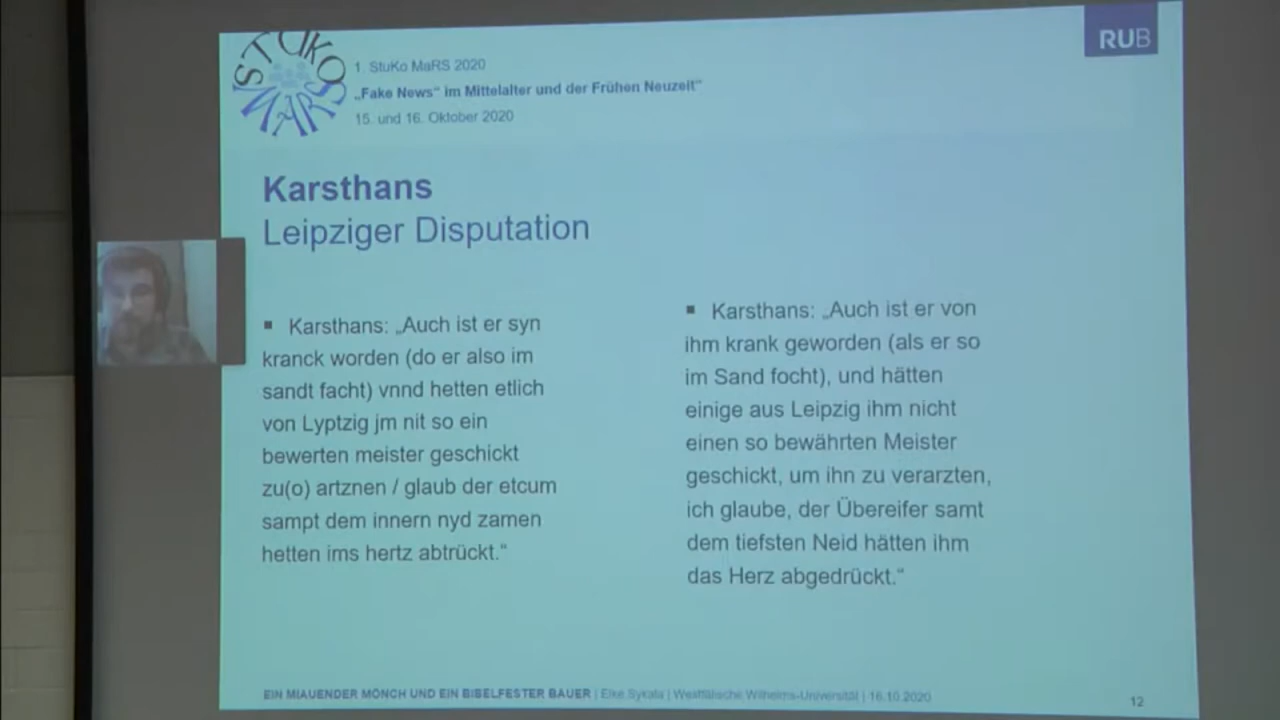 STUKO
MARS
1. StuKo MaRS 2020
„Fake News“ im Mittelalter und der Frühen Neuzeit“
15. und 16. Oktober 2020
RUB
Karsthans
Leipziger Disputation
▪ Karsthans: „Auch ist er syn
kranck worden (do er also im
sandt facht) vnnd hetten etlich
von Lyptzig jm nit so ein
bewerten meister geschickt
zu(o) artznen / glaub der etcum
sampt dem innern nyd zamen
hetten ims hertz abtrückt.“
▪ Karsthans: „Auch ist er von
ihm krank geworden (als er so
im Sand focht), und hätten
einige aus Leipzig ihm nicht
einen so bewährten Meister
geschickt, um ihn zu verarzten,
ich glaube, der Übereifer samt
dem tiefsten Neid hätten ihm
das Herz abgedrückt.“
EIN MIAUENDER MÖNCH UND EIN BIBELFESTER BAUER | Elke Sykala | Westfälische Wilhelms-Universität | 16.10.2020
12